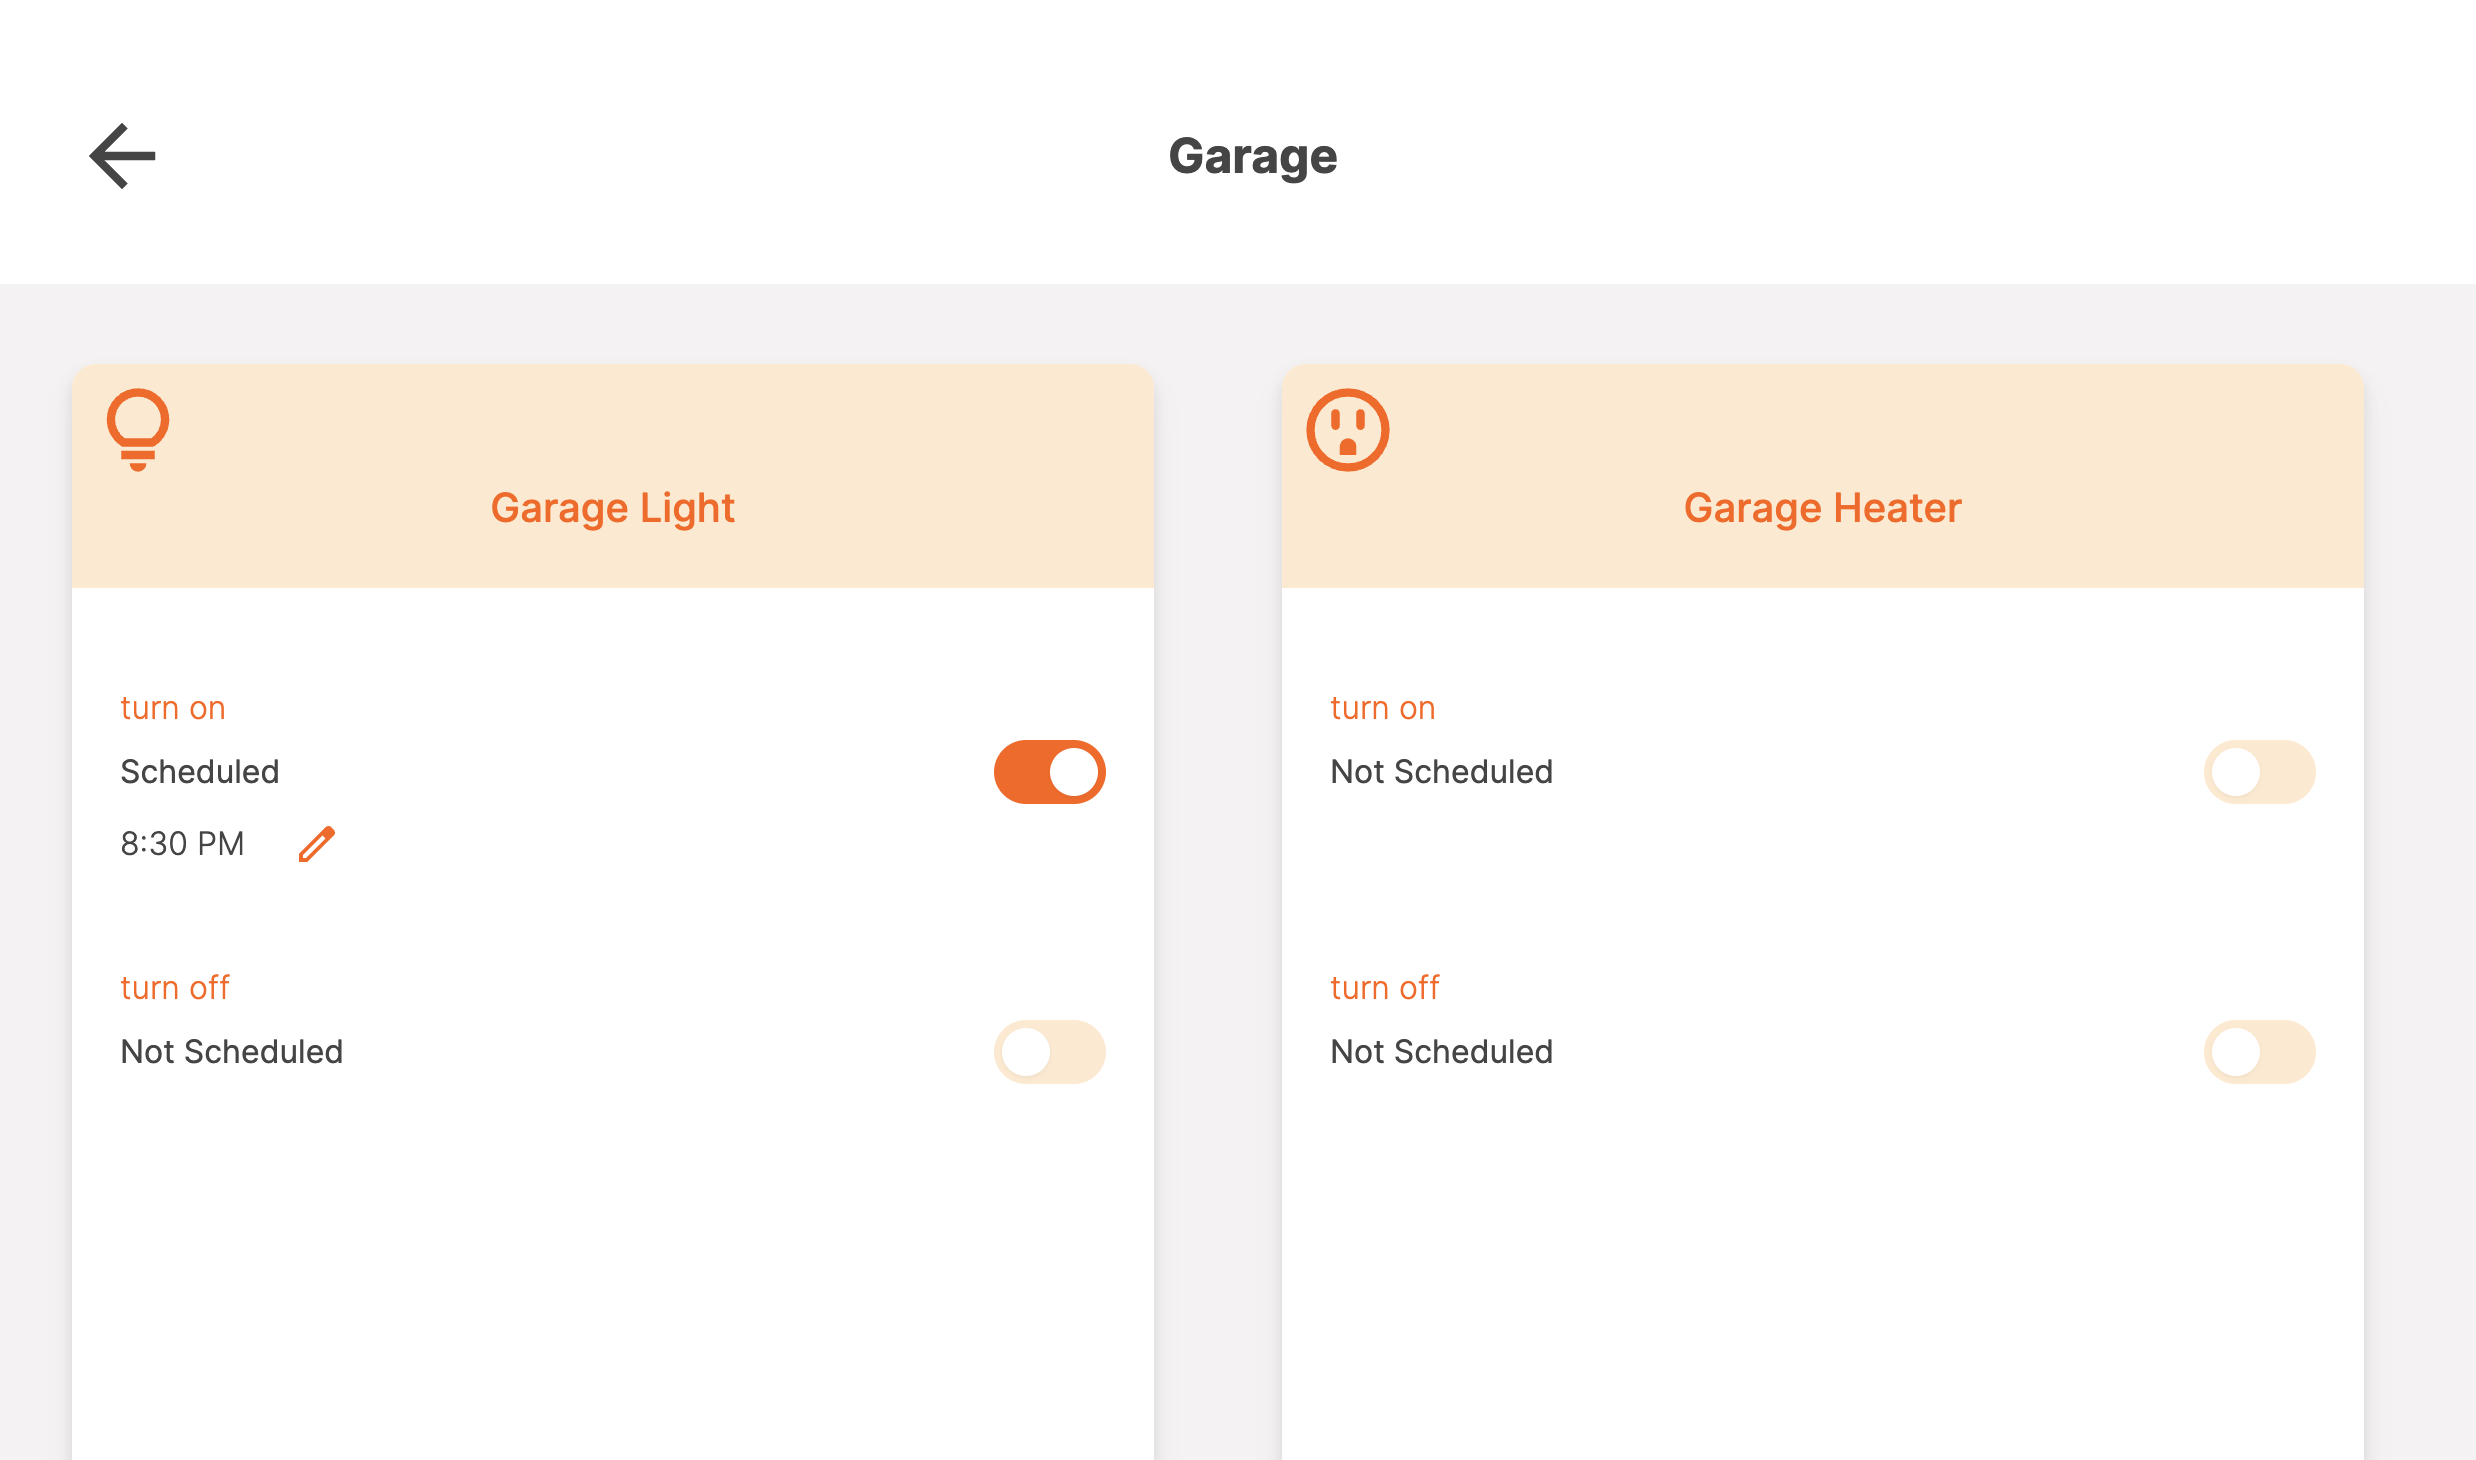 Garage
Garage Light
turn on
Scheduled
8:30 PM
turn off
Not Scheduled
Garage Heater
turn on
Not Scheduled
turn off
Not Scheduled